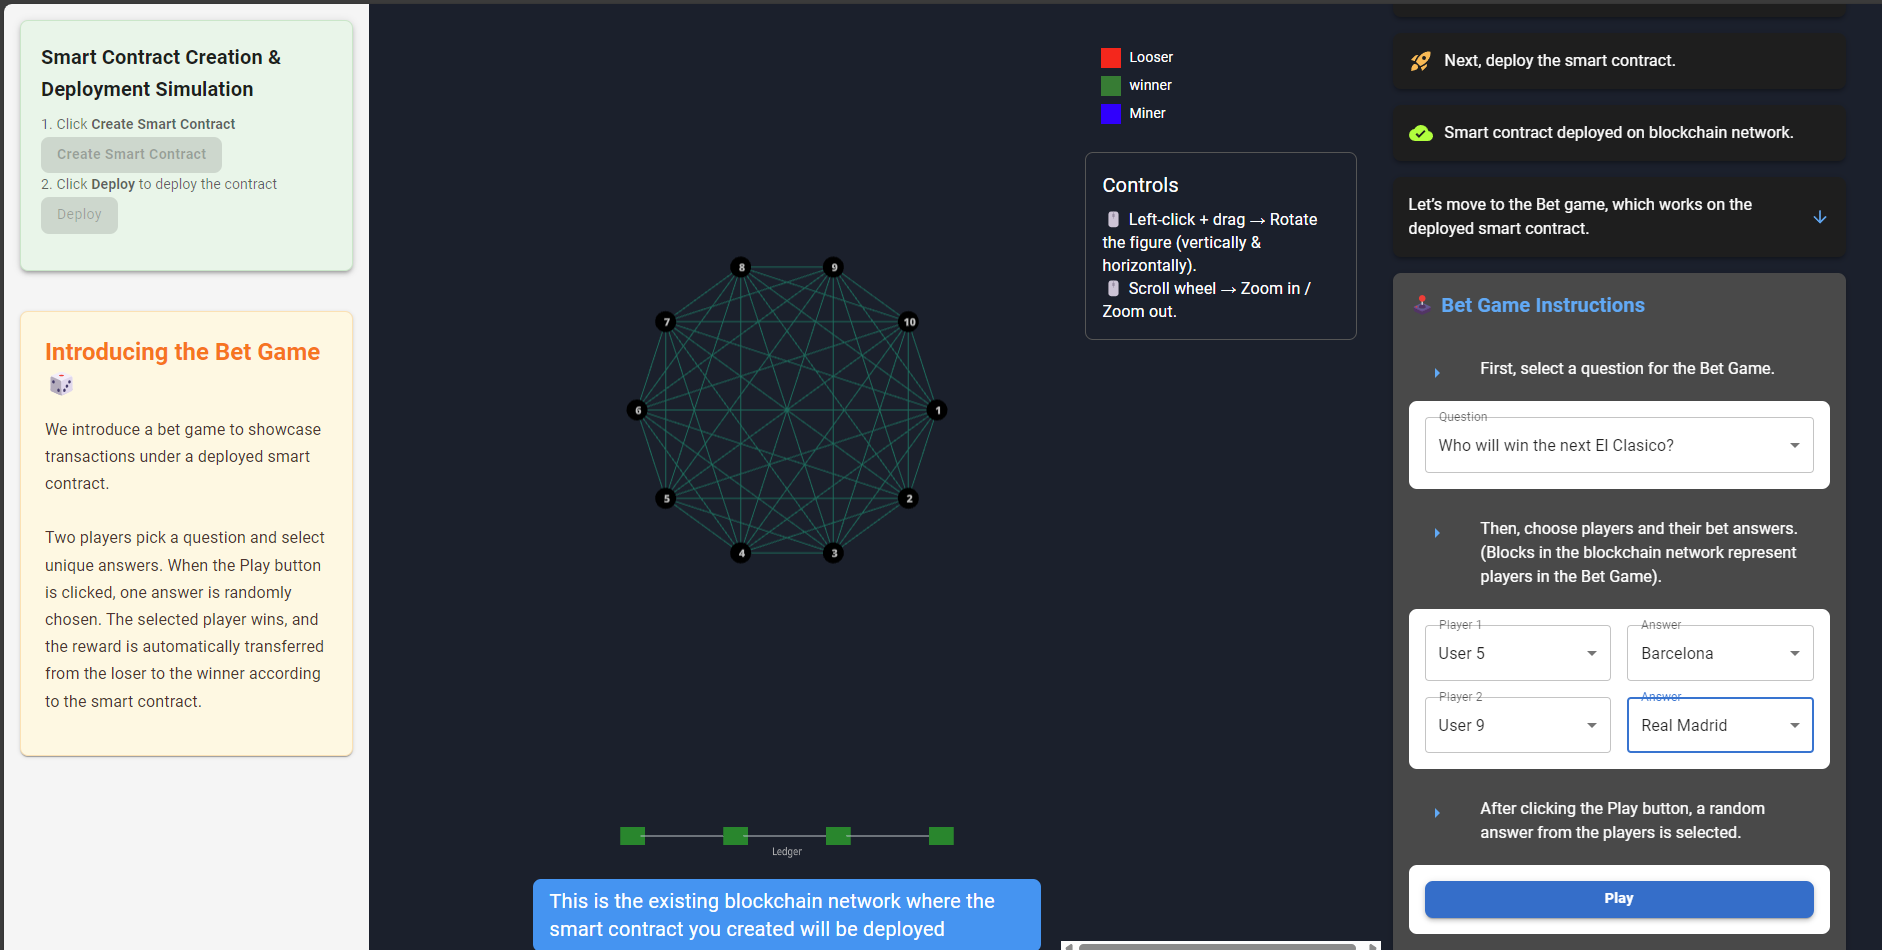 Smart Contract Creation &
Deployment Simulation
1. Click Create Smart Contract
Create Smart Contract
2. Click Deploy to deploy the contract
Deploy
Introducing the Bet Game
We introduce a bet game to showcase
transactions under a deployed smart
contract.
Two players pick a question and select
unique answers. When the Play button
is clicked, one answer is randomly
chosen. The selected player wins, and
the reward is automatically transferred
from the loser to the winner according
to the smart contract.
8
9
7
10
6
1
5
2
4
3
Ledger
This is the existing blockchain network where the
smart contract you created will be deployed
Looser
winner
Miner
Controls
Left-click + drag → Rotate
the figure (vertically &
horizontally).
Scroll wheel → Zoom in /
Zoom out.
Next, deploy the smart contract.
Smart contract deployed on blockchain network.
Let's move to the Bet game, which works on the
deployed smart contract.
Bet Game Instructions
First, select a question for the Bet Game.
Question
Who will win the next El Clasico?
Then, choose players and their bet answers.
(Blocks in the blockchain network represent
players in the Bet Game).
Player 1
Answer
User 5
Barcelona
Player 2
Answer
User 9
Real Madrid
After clicking the Play button, a random
answer from the players is selected.
Play